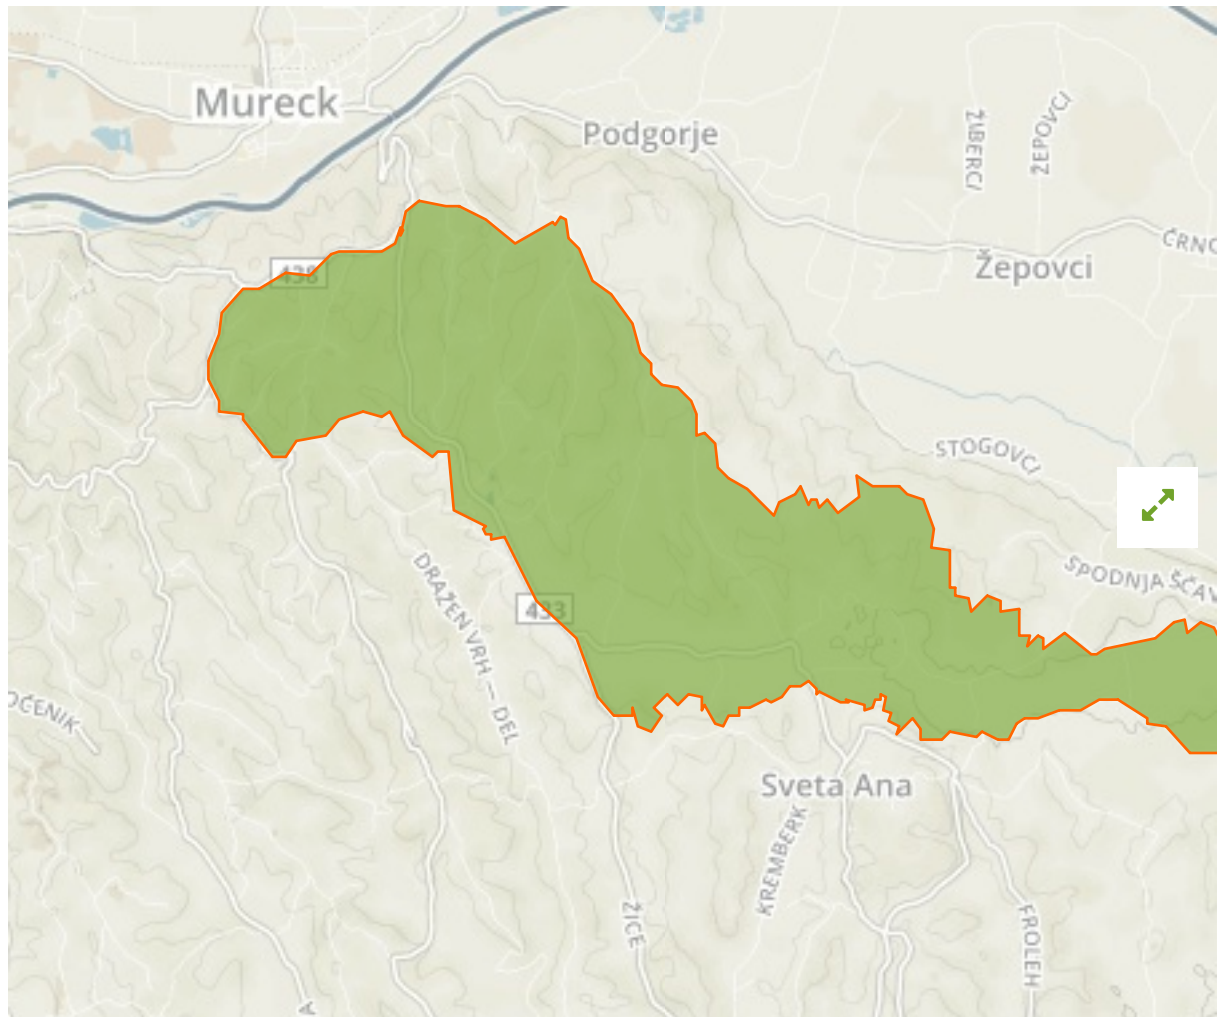 Mureck
Podgorje
ŽIBERCI
ŽEPOVCI
ČRNC
Žepovci
438
STOGOVCI
SPODNJA ŠČAV
DRAŽEN VRH – DEL
433
OČENIK
Sveta Ana
KREMBERK
ŽICE
FROLEH
A